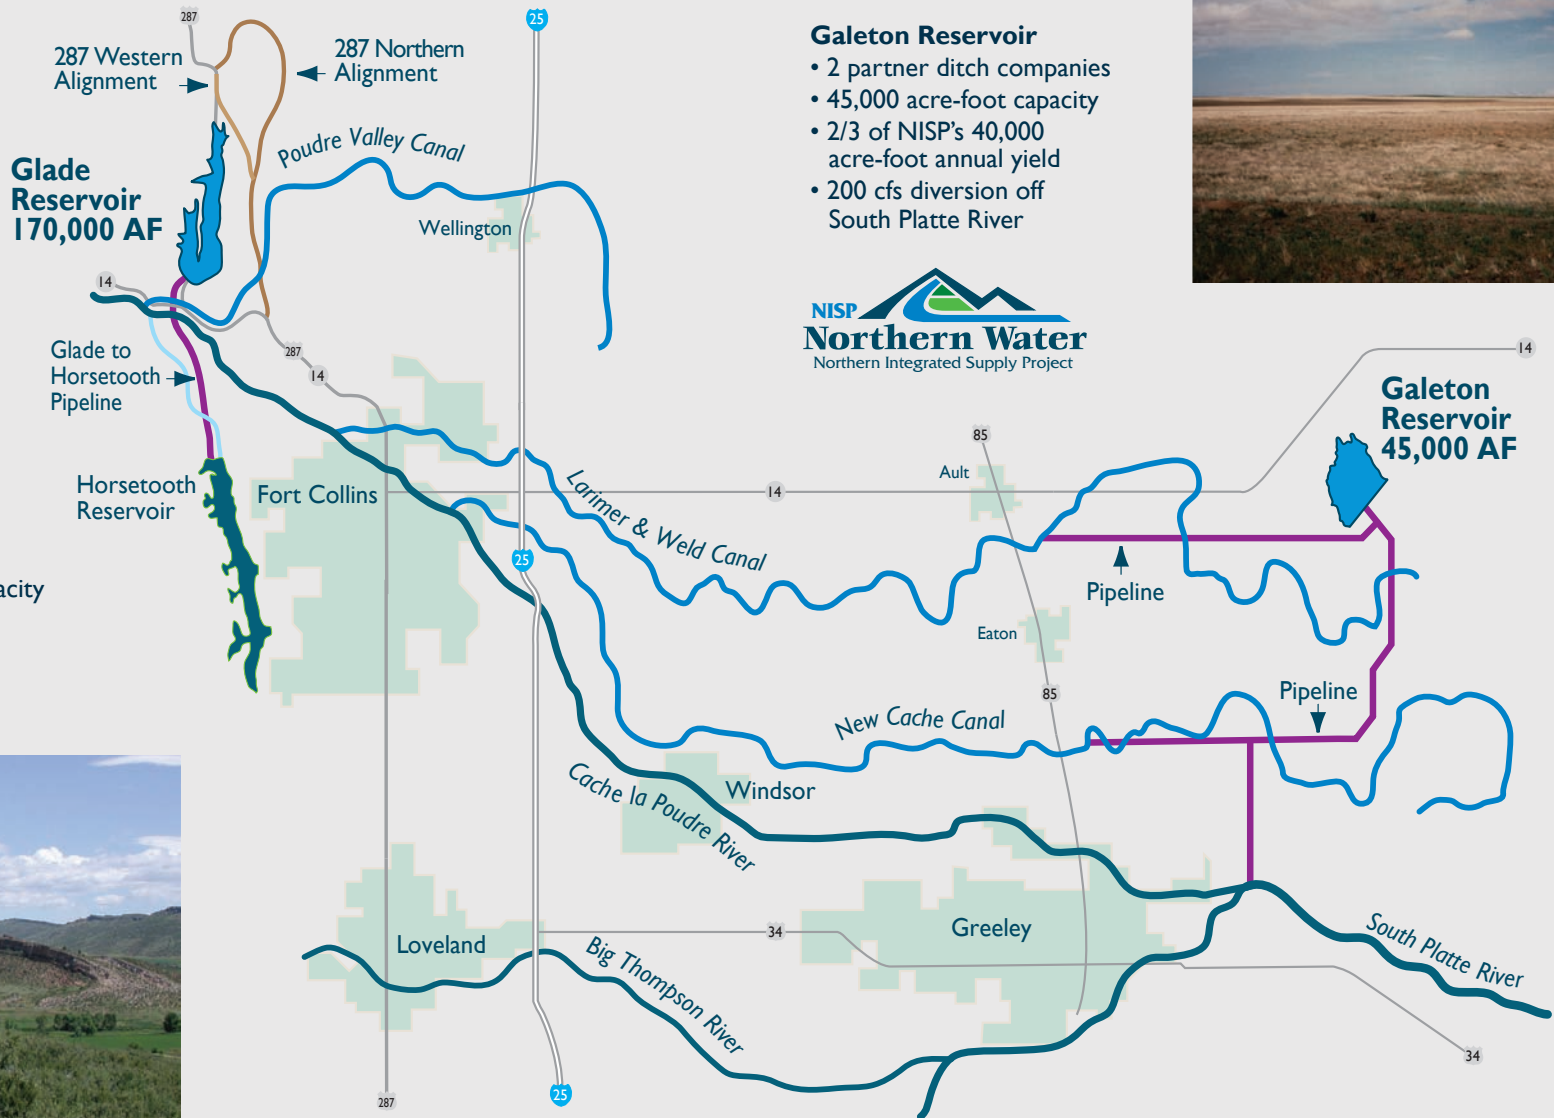 287
25
287 Western
Alignment
287 Northern
Alignment
Galeton Reservoir
• 2 partner ditch companies
• 45,000 acre-foot capacity
• 2/3 of NISP's 40,000
acre-foot annual yield
• 200 cfs diversion off
South Platte River
Poudre Valley Canal
Glade
Reservoir
170,000 AF
Wellington
14
NISP
Northern Water
Northern Integrated Supply Project
Glade to
Horsetooth
Pipeline
287
14
14
Galeton
Reservoir
45,000 AF
85
Ault
Horsetooth
Reservoir
Fort Collins
14
Larimer & Weld Canal
25
acity
Pipeline
Eaton
85
Pipeline
New Cache Canal
Windsor
Cache la Poudre River
Loveland
34
Greeley
Big Thompson River
South Platte River
34
287
25